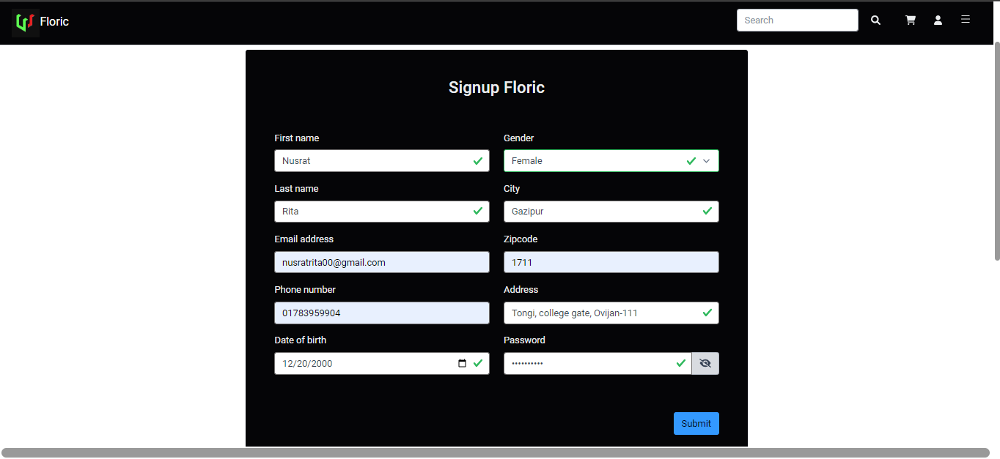 Floric
Search
Signup Floric
First name
Gender
Nusrat
Female
Last name
City
Rita
Gazipur
Email address
Zipcode
nusratrita00@gmail.com
1711
Phone number
Address
01783959904
Tongi, college gate, Ovijan-111
Date of birth
Password
12/20/2000
••••••••••
Submit